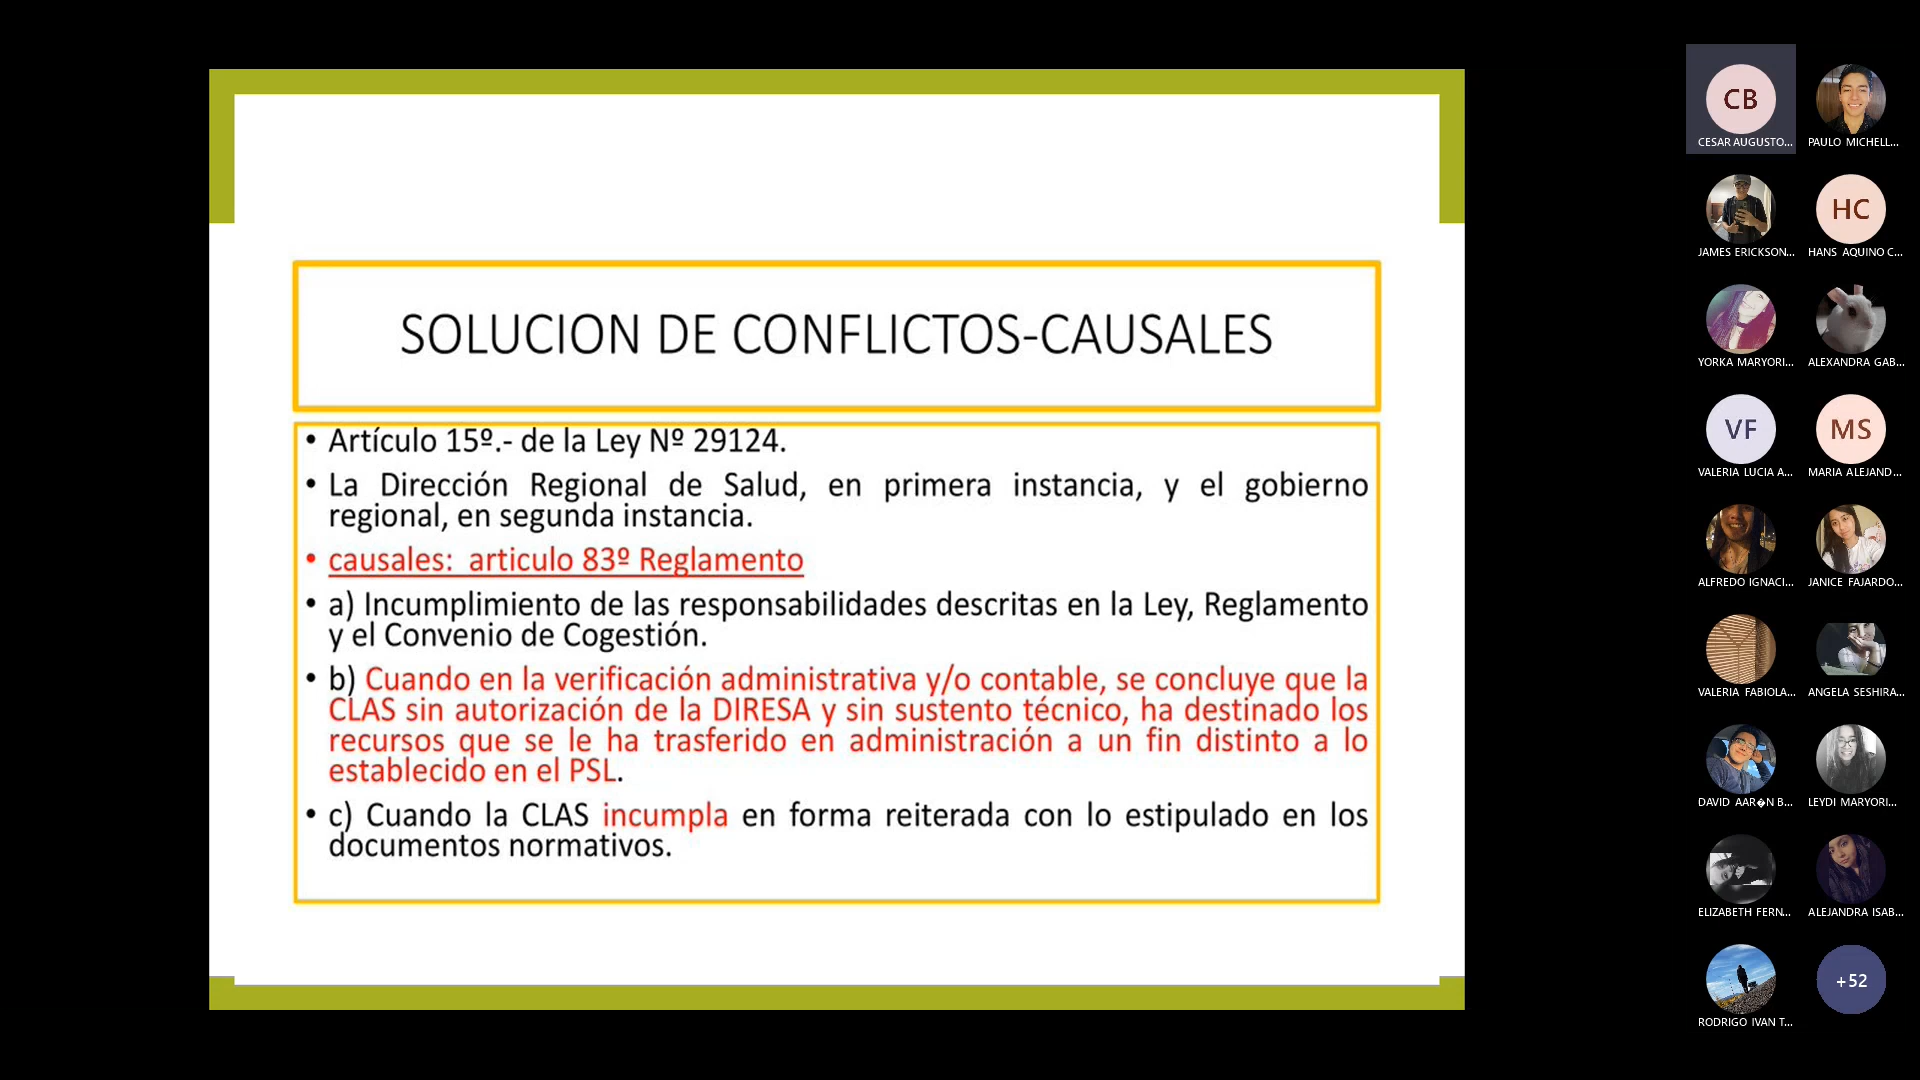 SOLUCION DE CONFLICTOS-CAUSALES
• Artículo 15º.- de la Ley Nº 29124.
• La Dirección Regional de Salud, en primera instancia, y el gobierno
regional, en segunda instancia.
• causales: articulo 83º Reglamento
• a) Incumplimiento de las responsabilidades descritas en la Ley, Reglamento
y el Convenio de Cogestión.
• b) Cuando en la verificación administrativa y/o contable, se concluye que la
CLAS sin autorización de la DIRESA y sin sustento técnico, ha destinado los
recursos que se le ha trasferido en administración a un fin distinto a lo
establecido en el PSL.
• c) Cuando la CLAS incumpla en forma reiterada con lo estipulado en los
documentos normativos.
CB
CESAR AUGUSTO...
PAULO MICHELL...
JAMES ERICKSON...
HC
HANS AQUINO C...
YORKA MARYORI...
ALEXANDRA GAB...
VF
VALERIA LUCIA A...
MS
MARIA ALEJAND...
ALFREDO IGNACI...
JANICE FAJARDO...
VALERIA FABIOLA...
ANGELA SESHIRA...
DAVID AAR�N B...
LEYDI MARYORI...
ELIZABETH FERN...
ALEJANDRA ISAB...
RODRIGO IVAN T...
+52